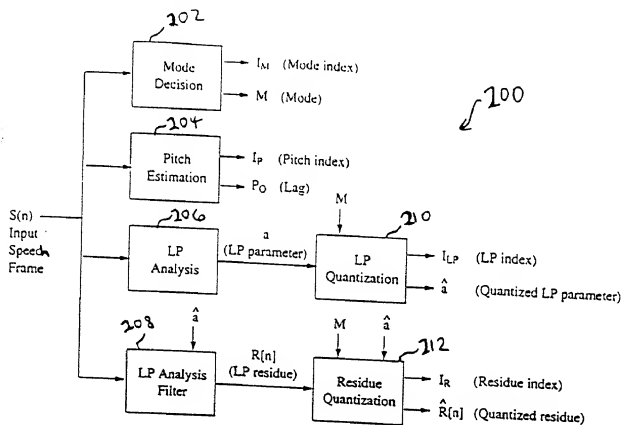 202
Mode
Decision
I_M (Mode index)
M (Mode)
200
204
Pitch
Estimation
I_P (Pitch index)
P_O (Lag)
S(n)
Input
Speech
Frame
206
LP
Analysis
a
(LP parameter)
M
210
LP
Quantization
I_LP (LP index)
â (Quantized LP parameter)
208
â
LP Analysis
Filter
R[n]
(LP residue)
M
â
212
Residue
Quantization
I_R (Residue index)
R̂[n] (Quantized residue)